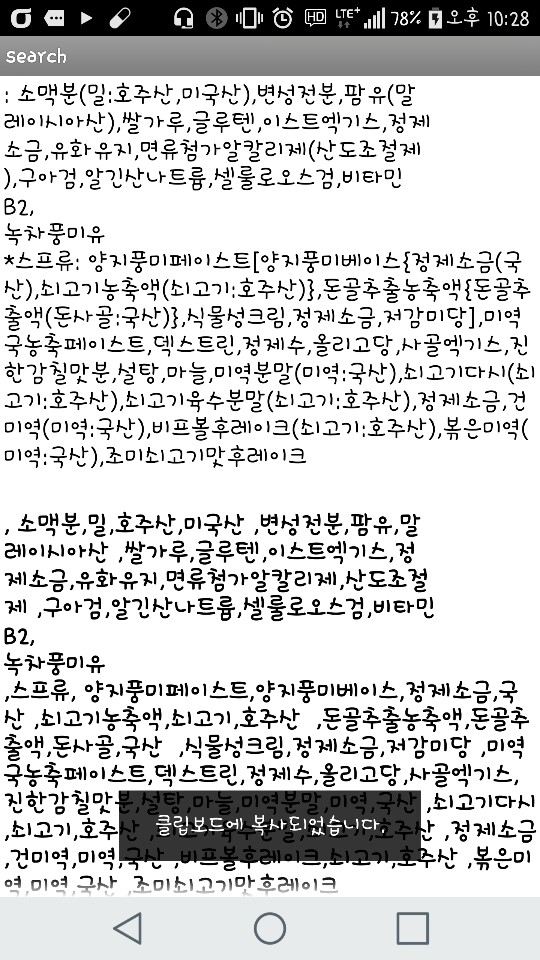 HD LTE+ 78% 오후 10:28
search
: 소맥분(밀:호주산,미국산),변성전분,팜유(말
레이시아산),쌀가루,글루텐,이스트엑기스,정제
소금,유화유지,면류첨가알칼리제(산도조절제
),구아검,알긴산나트륨,셀룰로오스검,비타민
B2,
녹차풍미유
*스프류: 양지풍미페이스트[양지풍미베이스{정제소금(국
산),쇠고기농축액(쇠고기:호주산)},돈골추출농축액{돈골추
출액(돈사골:국산)},식물성크림,정제소금,저감미당],미역
국농축페이스트,덱스트린,정제수,올리고당,사골엑기스,진
한감칠맛분,설탕,마늘,미역분말(미역:국산),쇠고기다시(쇠
고기:호주산),쇠고기육수분말(쇠고기:호주산),정제소금,건
미역(미역:국산),비프볼후레이크(쇠고기:호주산),볶은미역(
미역:국산),조미쇠고기맛후레이크
, 소맥분,밀,호주산,미국산 ,변성전분,팜유,말
레이시아산 ,쌀가루,글루텐,이스트엑기스,정
제소금,유화유지,면류첨가알칼리제,산도조절
제 ,구아검,알긴산나트륨,셀룰로오스검,비타민
B2,
녹차풍미유
,스프류, 양지풍미페이스트,양지풍미베이스,정제소금,국
산 ,쇠고기농축액,쇠고기,호주산 ,돈골추출농축액,돈골추
출액,돈사골,국산 ,식물성크림,정제소금,저감미당 ,미역
국농축페이스트,덱스트린,정제수,올리고당,사골엑기스,
진한감칠맛분,설탕,마늘,미역분말,미역,국산 ,쇠고기다시
,쇠고기,호주산 ,쇠고기육수분말,쇠고기,호주산 ,정제소금
클립보드에 복사되었습니다.
,건미역,미역,국산 ,비프볼후레이크,쇠고기,호주산 ,볶은미
역,미역,국산 ,조미쇠고기맛후레이크